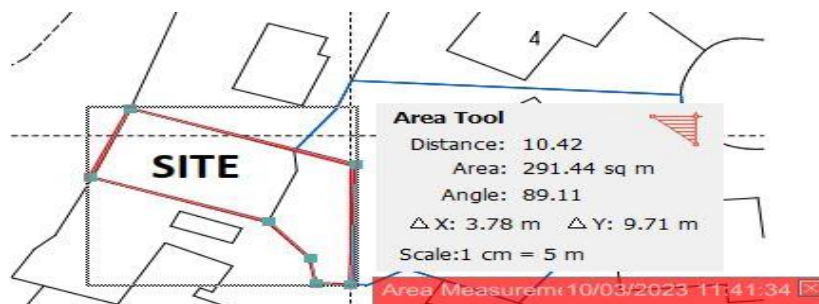 4
Area Tool
Distance: 10.42
Area: 291.44 sq m
SITE
Angle: 89.11
△ X: 3.78 m △ Y: 9.71 m
Scale:1 cm = 5 m
Area Measureme 10/03/2023 11:41:34